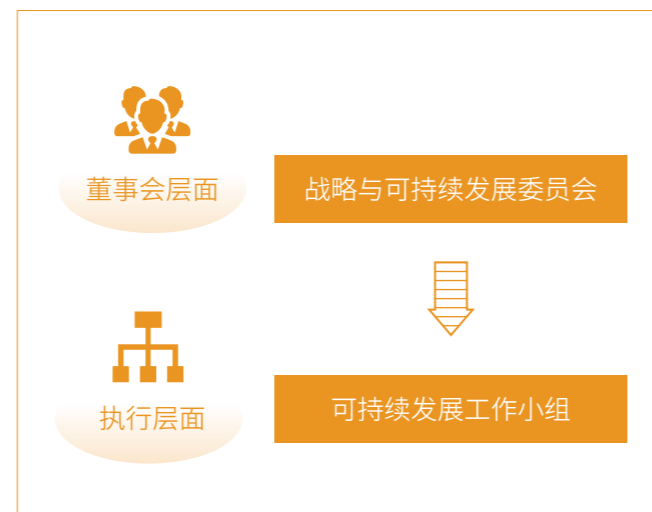 董事会层面
战略与可持续发展委员会
执行层面
可持续发展工作小组